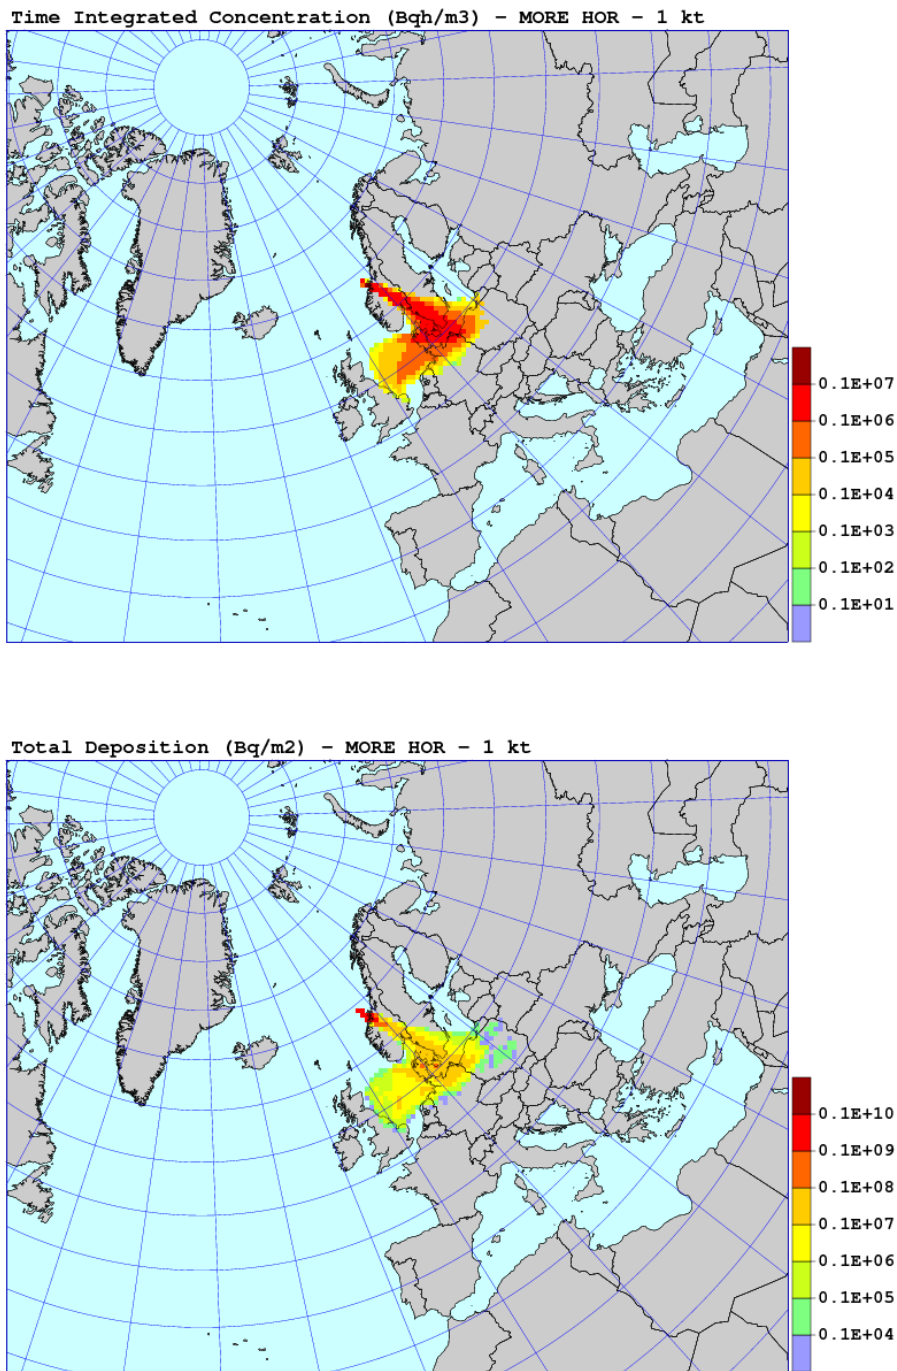 Time Integrated Concentration (Bqh/m3) – MORE HOR – 1 kt
0.1E+07
0.1E+06
0.1E+05
0.1E+04
0.1E+03
0.1E+02
0.1E+01
Total Deposition (Bq/m2) – MORE HOR – 1 kt
0.1E+10
0.1E+09
0.1E+08
0.1E+07
0.1E+06
0.1E+05
0.1E+04